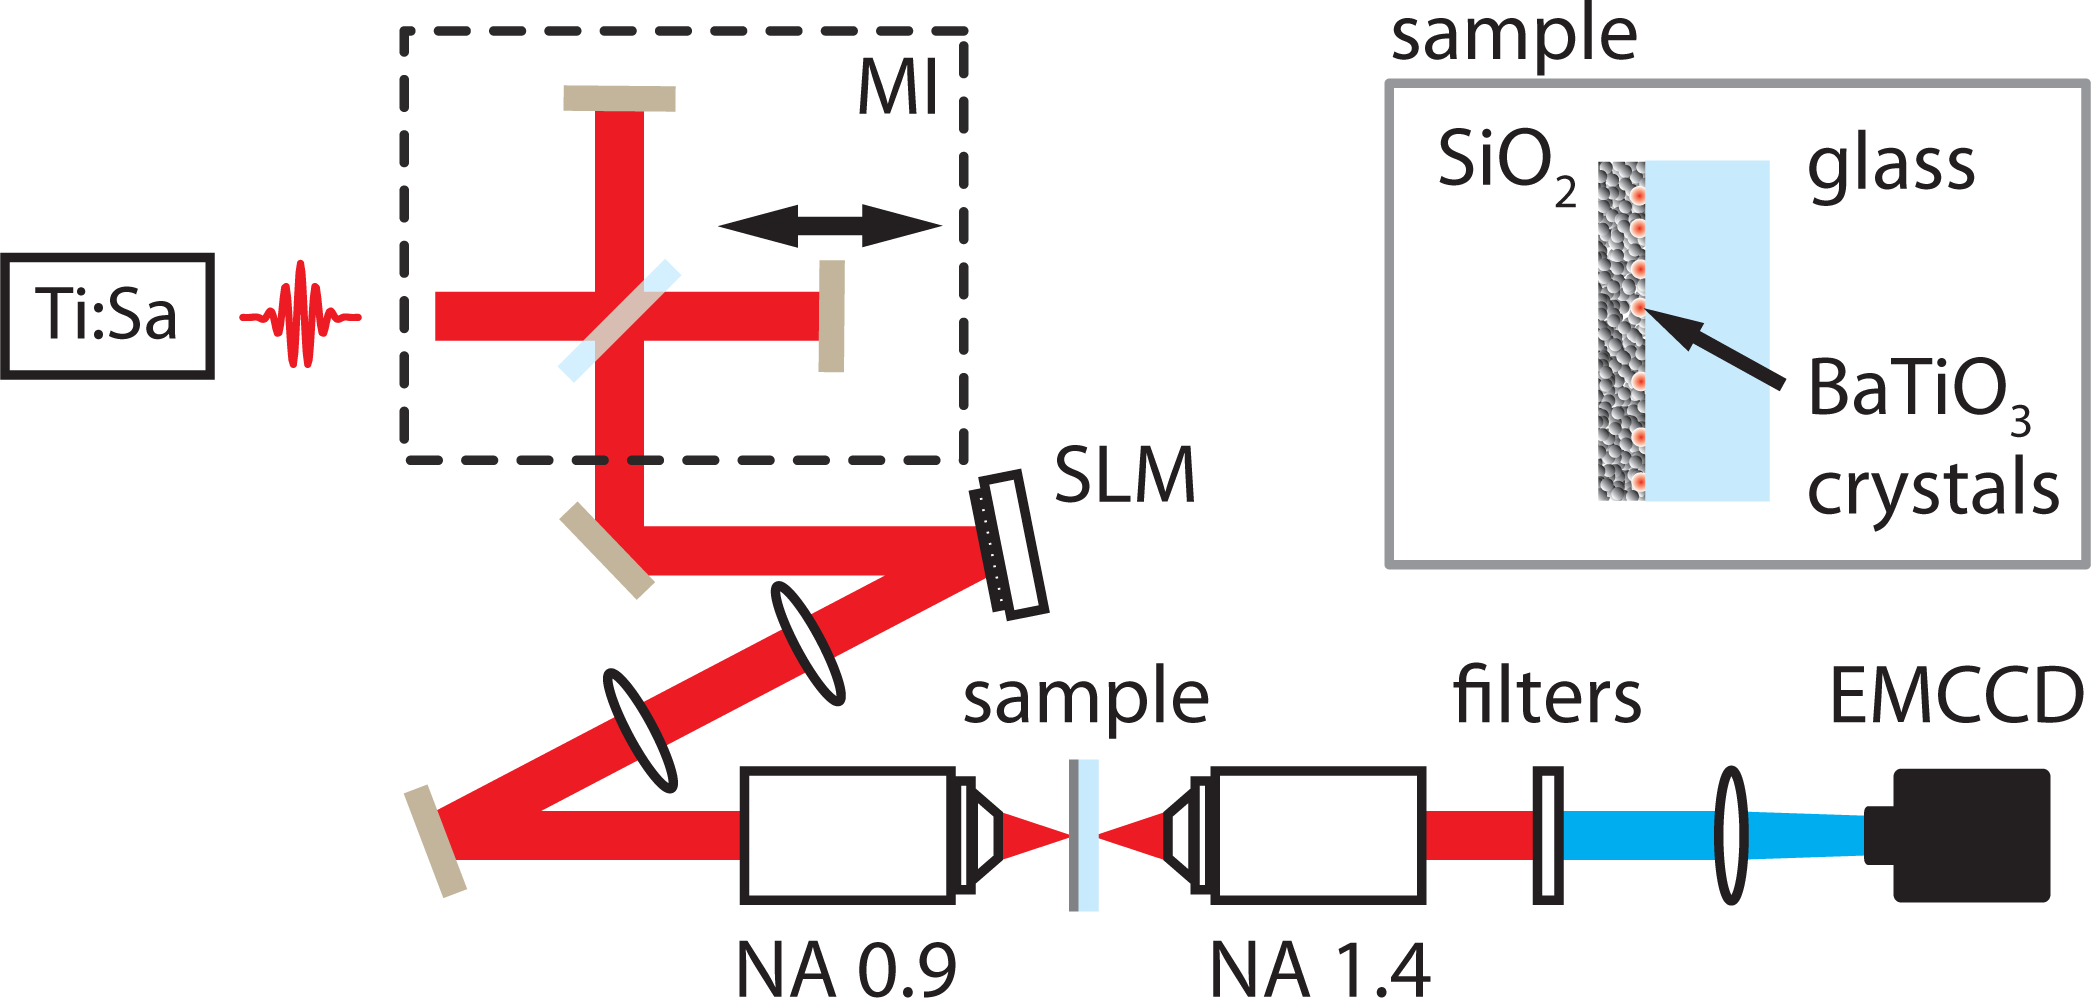 MI
Ti:Sa
SLM
sample
SiO₂
glass
BaTiO₃
crystals
sample
filters
EMCCD
NA 0.9
NA 1.4